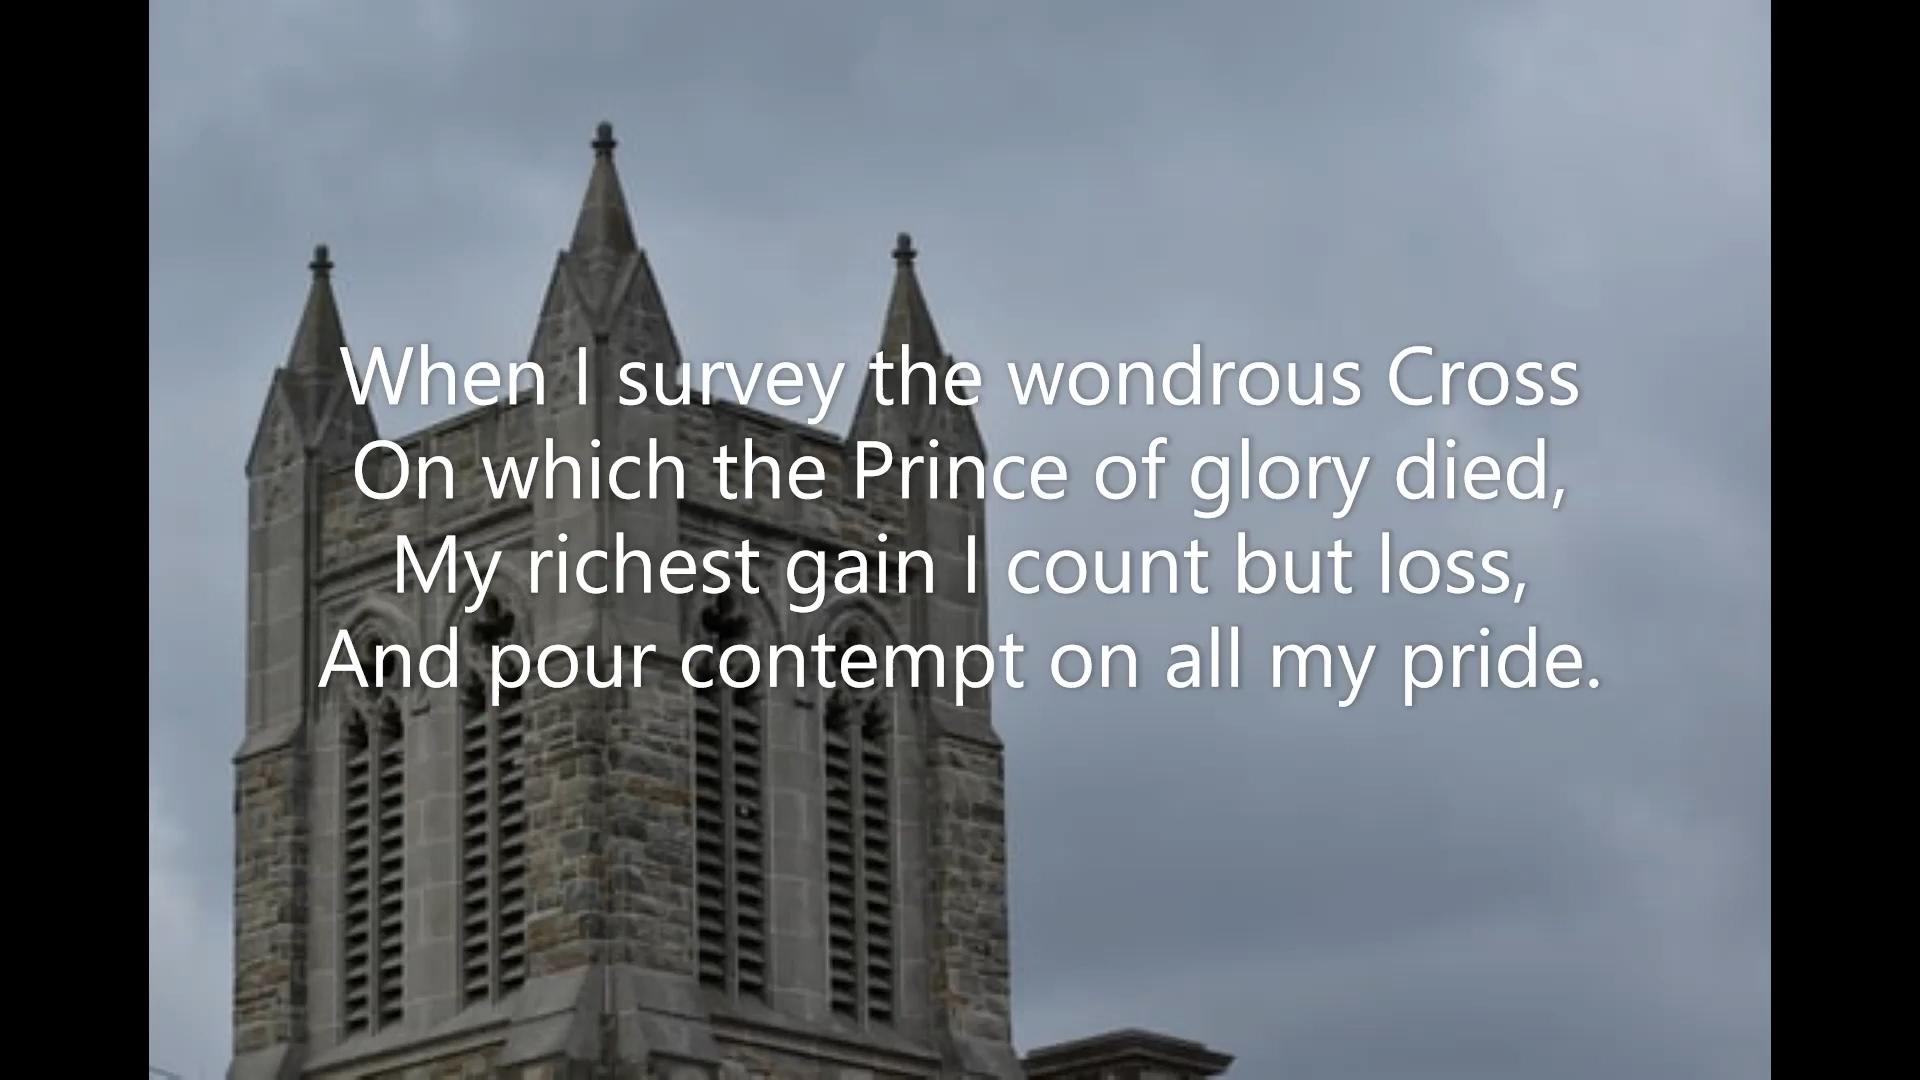 When I survey the wondrous Cross
On which the Prince of glory died,
My richest gain I count but loss,
And pour contempt on all my pride.